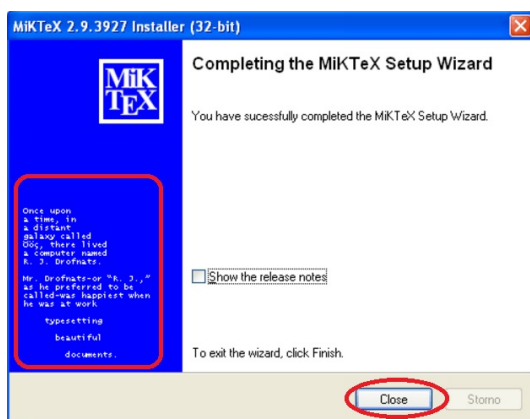 MiKTeX 2.9.3927 Installer (32-bit)
MiK
TEX
Completing the MiKTeX Setup Wizard
You have sucessfully completed the MiKTeX Setup Wizard.
Once upon
a time, in
a distant
galaxy called
Ööç, there lived
a computer named
R. J. Drofnats.
Mr. Drofnats-or “R. J.,”
as he preferred to be
called-was happiest when
he was at work
typesetting
beautiful
documents.
Show the release notes
To exit the wizard, click Finish.
Close
Storno